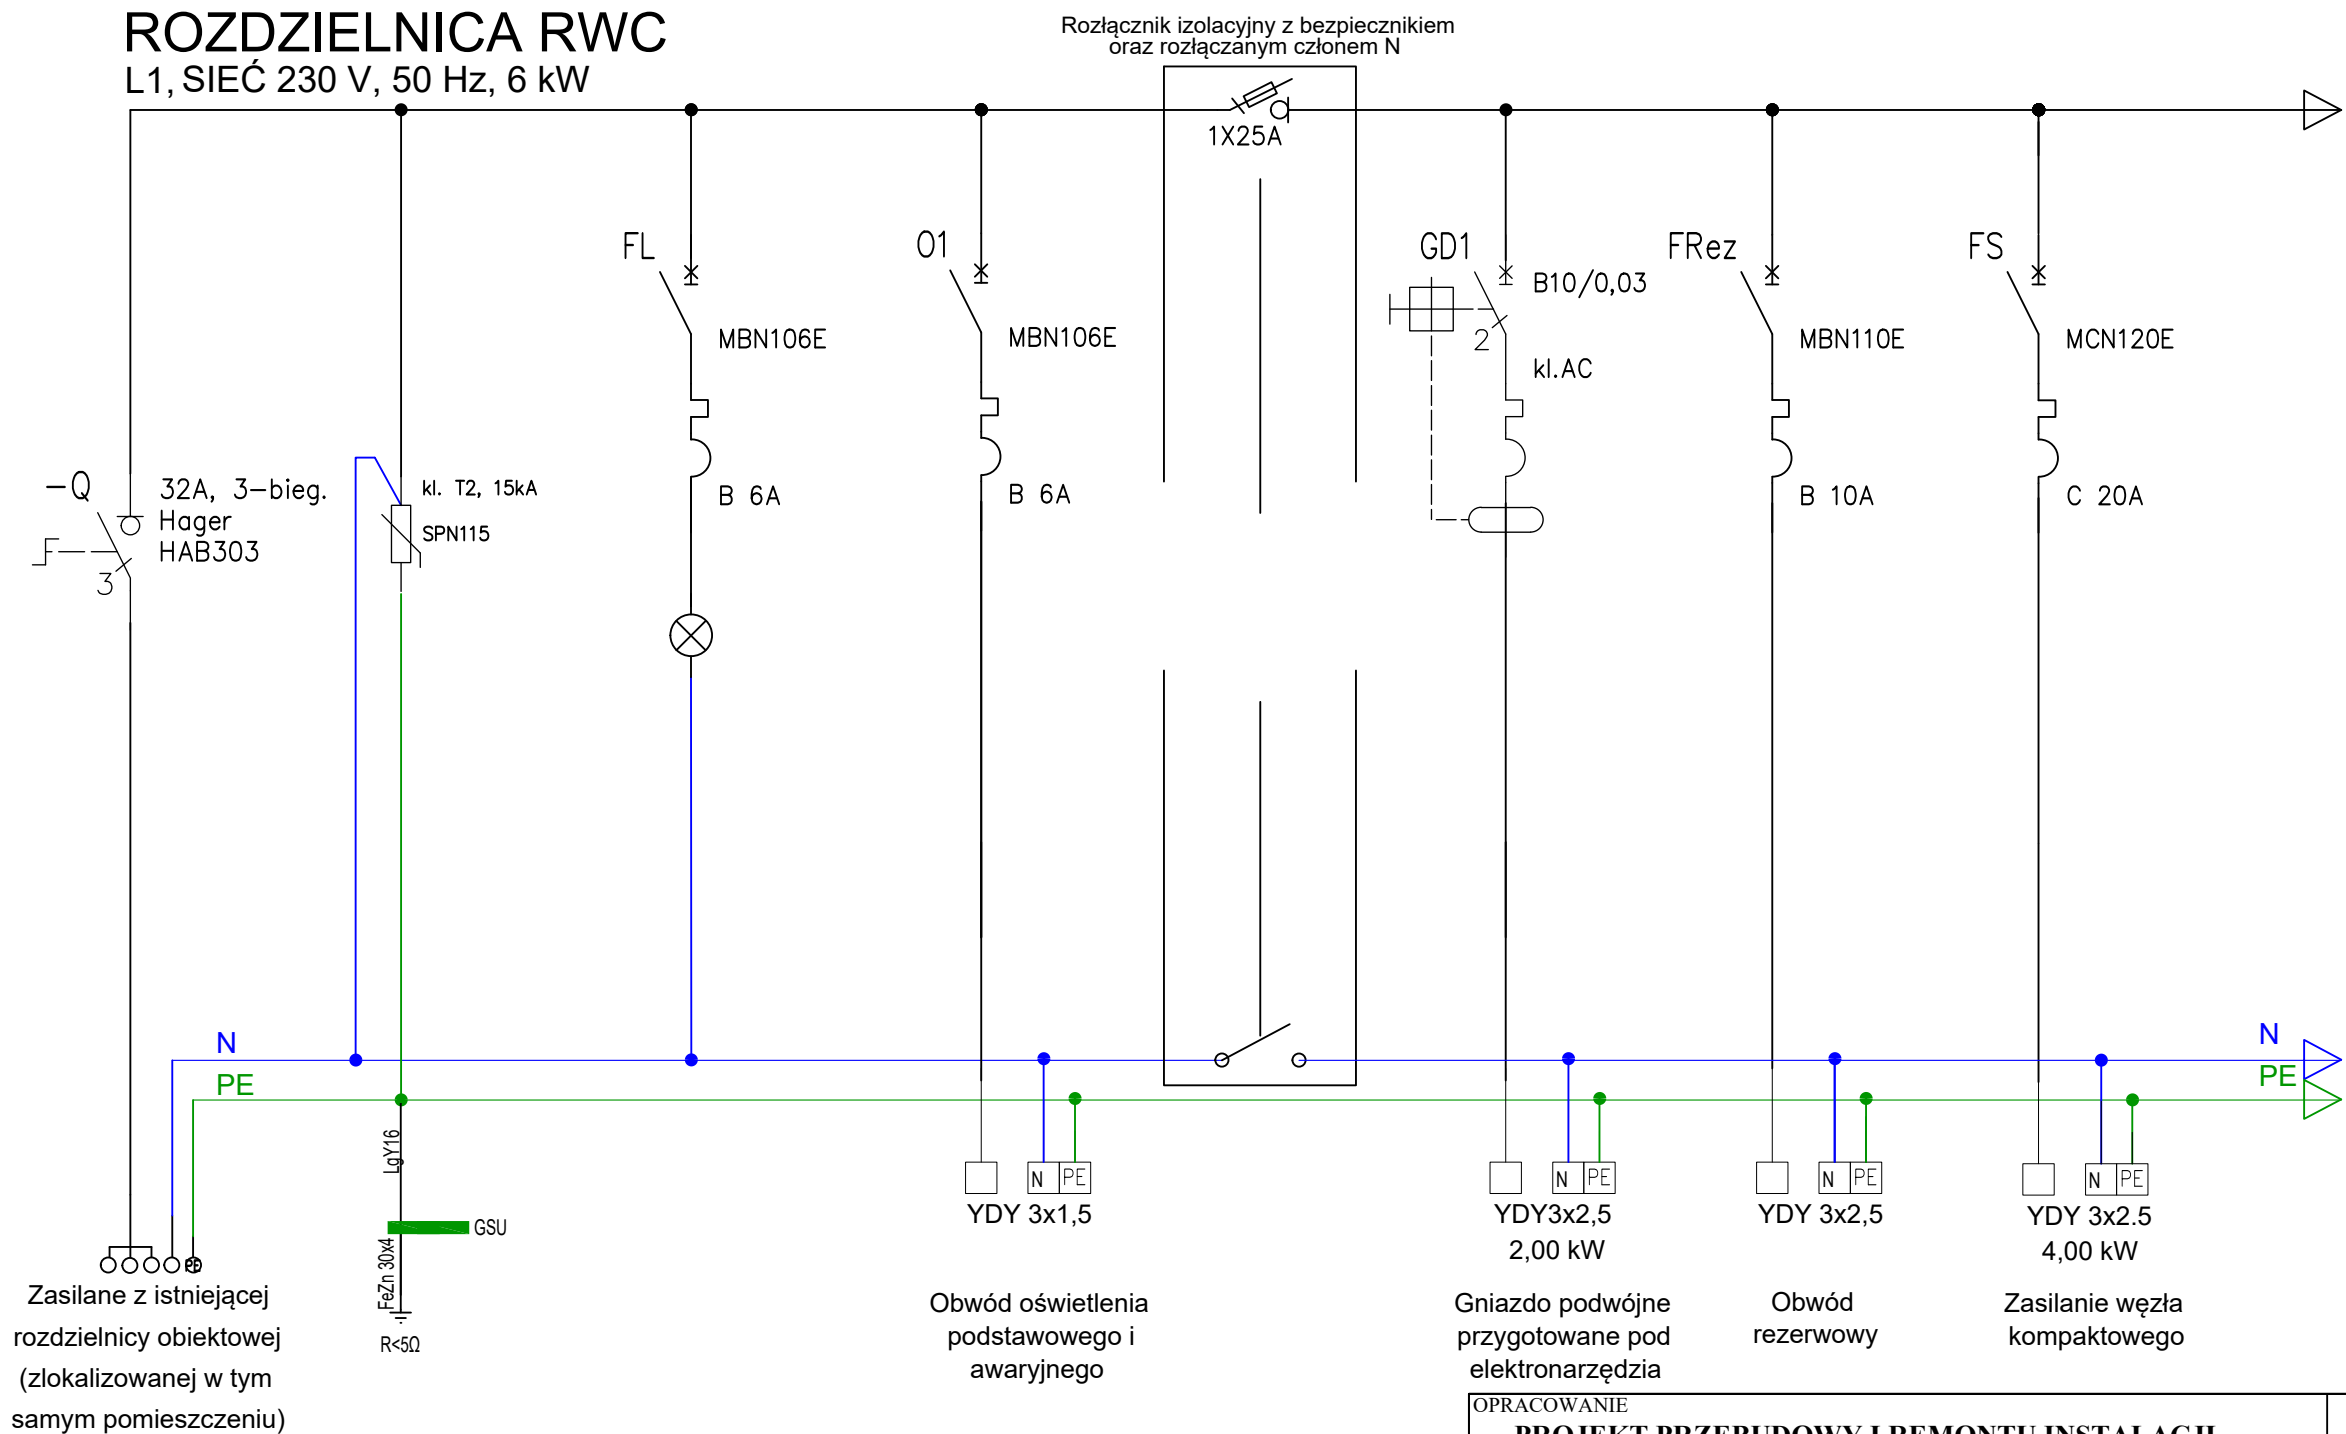 ROZDZIELNICA RWC
L1, SIEĆ 230 V, 50 Hz, 6 kW
Rozłącznik izolacyjny z bezpiecznikiem
oraz rozłączanym członem N
1X25A
FL
MBN106E
B 6A
O1
MBN106E
B 6A
GD1
B10/0,03
2
kl.AC
FRez
MBN110E
B 10A
FS
MCN120E
C 20A
-Q
32A, 3-bieg.
Hager
HAB303
3
kl. T2, 15kA
SPN115
N
PE
N
PE
LgY16
GSU
FeZn 30x4
R<5Ω
PE
N PE
YDY 3x1,5
N PE
YDY3x2,5
2,00 kW
N PE
YDY 3x2,5
N PE
YDY 3x2.5
4,00 kW
Zasilane z istniejącej
rozdzielnicy obiektowej
(zlokalizowanej w tym
samym pomieszczeniu)
Obwód oświetlenia
podstawowego i
awaryjnego
Gniazdo podwójne
przygotowane pod
elektronarzędzia
Obwód
rezerwowy
Zasilanie węzła
kompaktowego
OPRACOWANIE
PROJEKT PRZEBUDOWY I REMONTU INSTALACJI